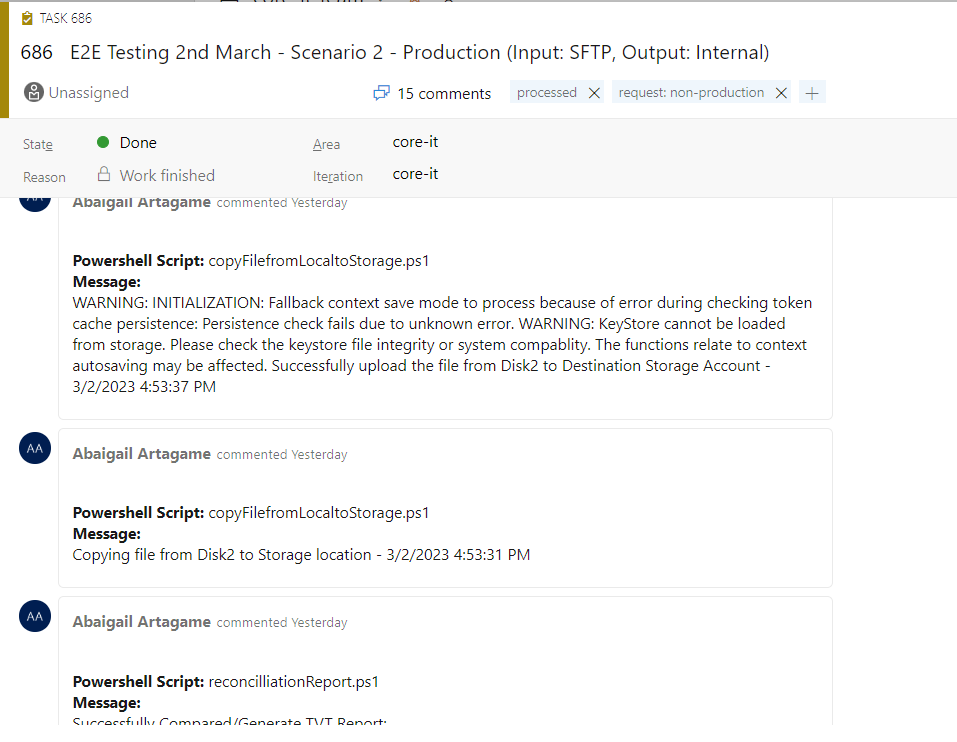 TASK 686
686 E2E Testing 2nd March - Scenario 2 - Production (Input: SFTP, Output: Internal)
Unassigned
15 comments
processed
request: non-production
State
Done
Area
core-it
Reason
Work finished
Iteration
core-it
AA
Abaigail Artagame commented Yesterday
Powershell Script: copyFilefromLocaltoStorage.ps1
Message:
WARNING: INITIALIZATION: Fallback context save mode to process because of error during checking token
cache persistence: Persistence check fails due to unknown error. WARNING: KeyStore cannot be loaded
from storage. Please check the keystore file integrity or system compablity. The functions relate to context
autosaving may be affected. Successfully upload the file from Disk2 to Destination Storage Account -
3/2/2023 4:53:37 PM
AA
Abaigail Artagame commented Yesterday
Powershell Script: copyFilefromLocaltoStorage.ps1
Message:
Copying file from Disk2 to Storage location - 3/2/2023 4:53:31 PM
AA
Abaigail Artagame commented Yesterday
Powershell Script: reconcilliationReport.ps1
Message:
Successfully Compared/Generate TVT Report: